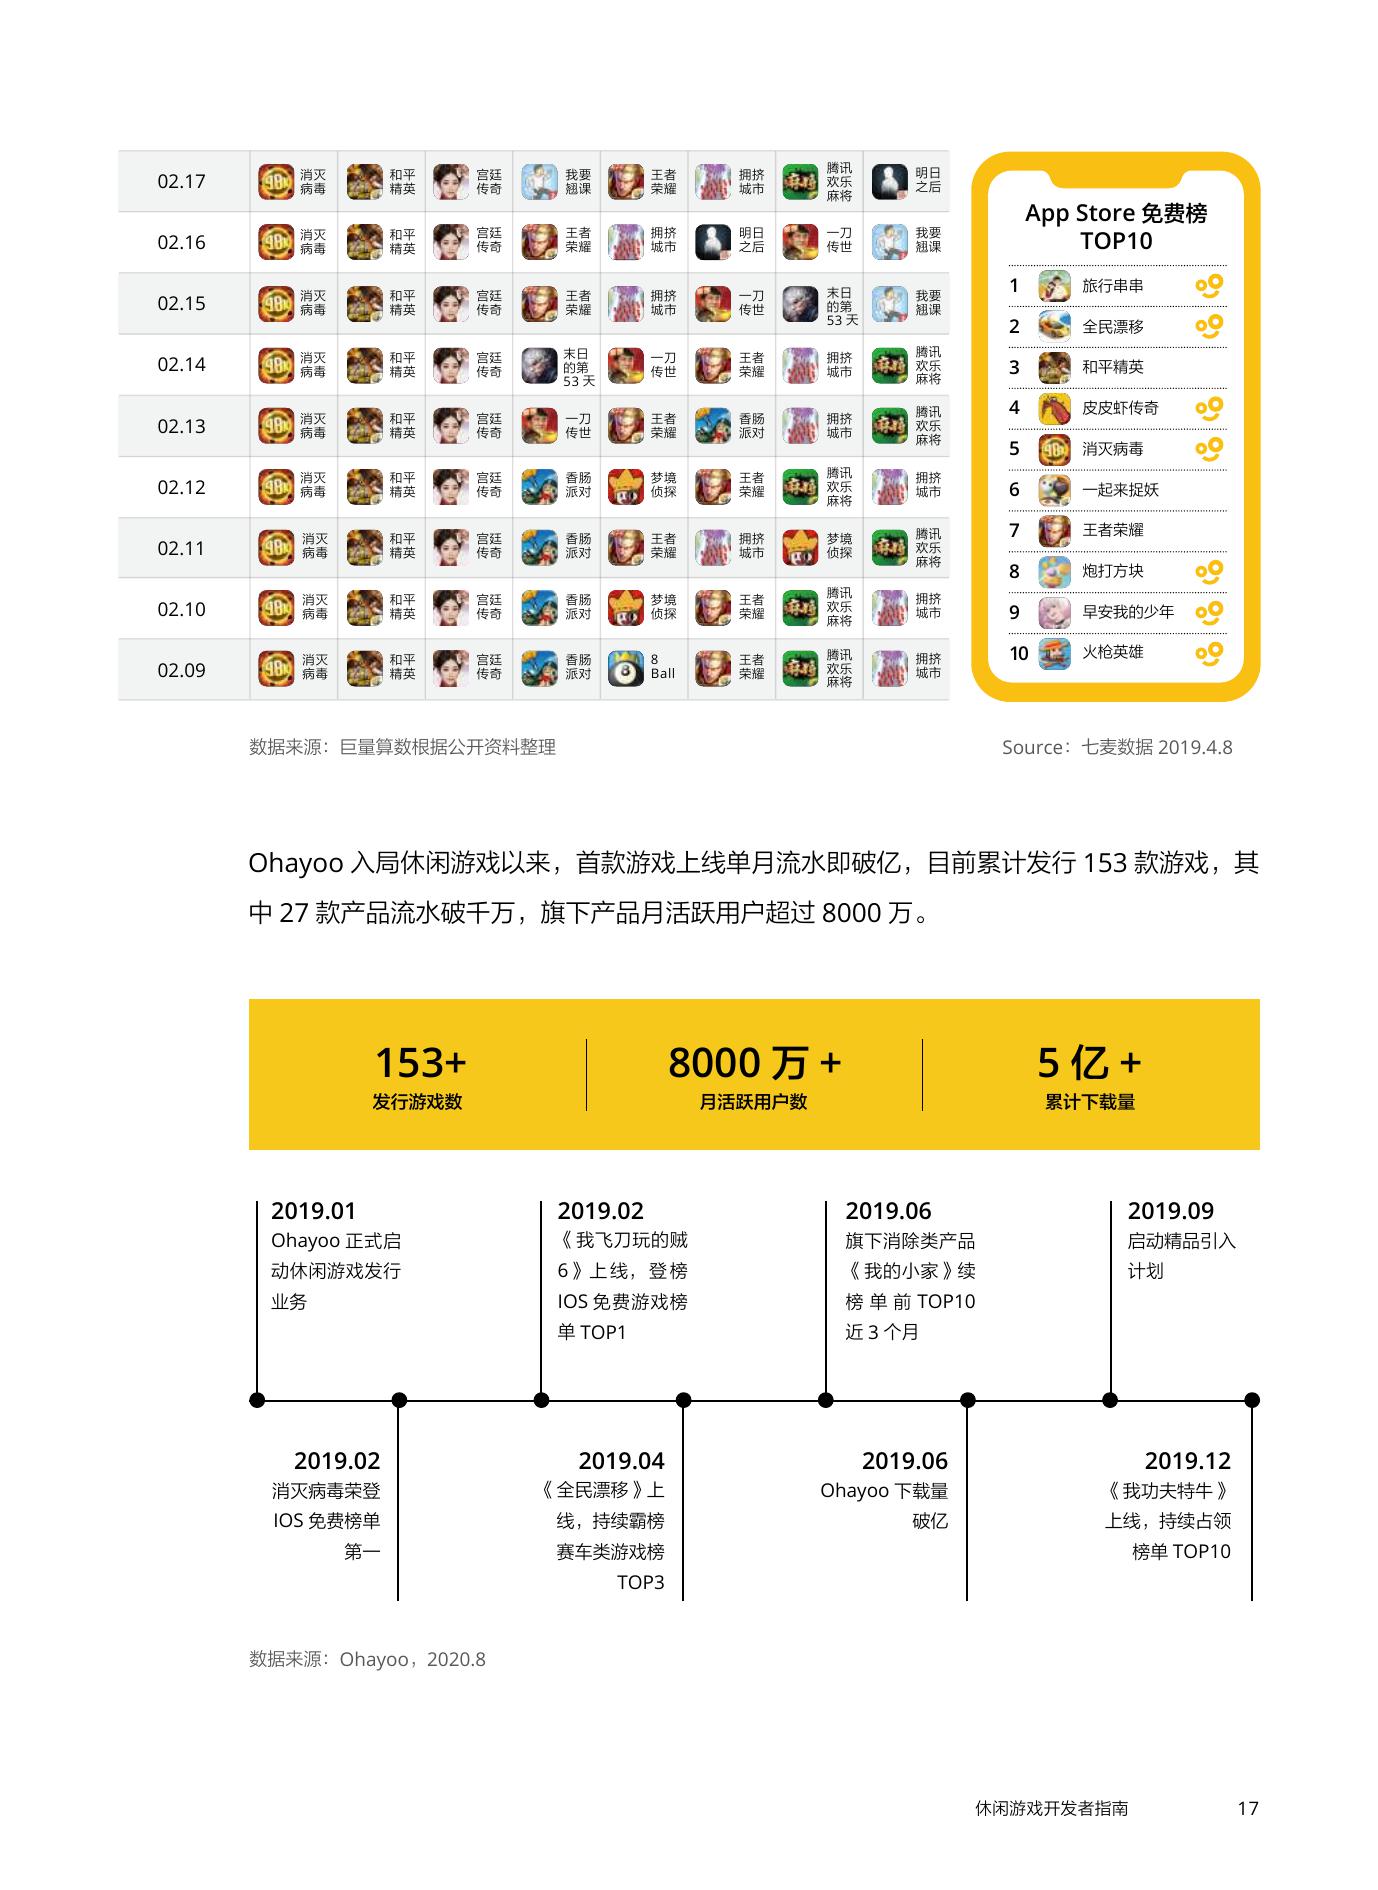 02.17 消灭病毒 和平精英 宫廷传奇 我要翘课 王者荣耀 拥挤城市 腾讯欢乐麻将 明日之后
02.16 消灭病毒 和平精英 宫廷传奇 王者荣耀 拥挤城市 明日之后 一刀传世 我要翘课
02.15 消灭病毒 和平精英 宫廷传奇 王者荣耀 拥挤城市 一刀传世 末日的第53天 我要翘课
02.14 消灭病毒 和平精英 宫廷传奇 末日的第53天 一刀传世 王者荣耀 拥挤城市 腾讯欢乐麻将
02.13 消灭病毒 和平精英 宫廷传奇 一刀传世 王者荣耀 香肠派对 拥挤城市 腾讯欢乐麻将
02.12 消灭病毒 和平精英 宫廷传奇 香肠派对 梦境侦探 王者荣耀 腾讯欢乐麻将 拥挤城市
02.11 消灭病毒 和平精英 宫廷传奇 香肠派对 王者荣耀 拥挤城市 梦境侦探 腾讯欢乐麻将
02.10 消灭病毒 和平精英 宫廷传奇 香肠派对 梦境侦探 王者荣耀 腾讯欢乐麻将 拥挤城市
02.09 消灭病毒 和平精英 宫廷传奇 香肠派对 8 Ball 王者荣耀 腾讯欢乐麻将 拥挤城市
App Store 免费榜
TOP10
1 旅行串串
2 全民漂移
3 和平精英
4 皮皮虾传奇
5 消灭病毒
6 一起来捉妖
7 王者荣耀
8 炮打方块
9 早安我的少年
10 火枪英雄
数据来源：巨量算数根据公开资料整理
Source：七麦数据 2019.4.8
Ohayoo 入局休闲游戏以来，首款游戏上线单月流水即破亿，目前累计发行 153 款游戏，其
中 27 款产品流水破千万，旗下产品月活跃用户超过 8000 万。
153+
发行游戏数
8000 万 +
月活跃用户数
5 亿 +
累计下载量
2019.01
Ohayoo 正式启
动休闲游戏发行
业务
2019.02
《我飞刀玩的贼
6》上线，登榜
IOS 免费游戏榜
单 TOP1
2019.06
旗下消除类产品
《我的小家》续
榜单前 TOP10
近 3 个月
2019.09
启动精品引入
计划
2019.02
消灭病毒荣登
IOS 免费榜单
第一
2019.04
《全民漂移》上
线，持续霸榜
赛车类游戏榜
TOP3
2019.06
Ohayoo 下载量
破亿
2019.12
《我功夫特牛》
上线，持续占领
榜单 TOP10
数据来源：Ohayoo，2020.8
休闲游戏开发者指南 17